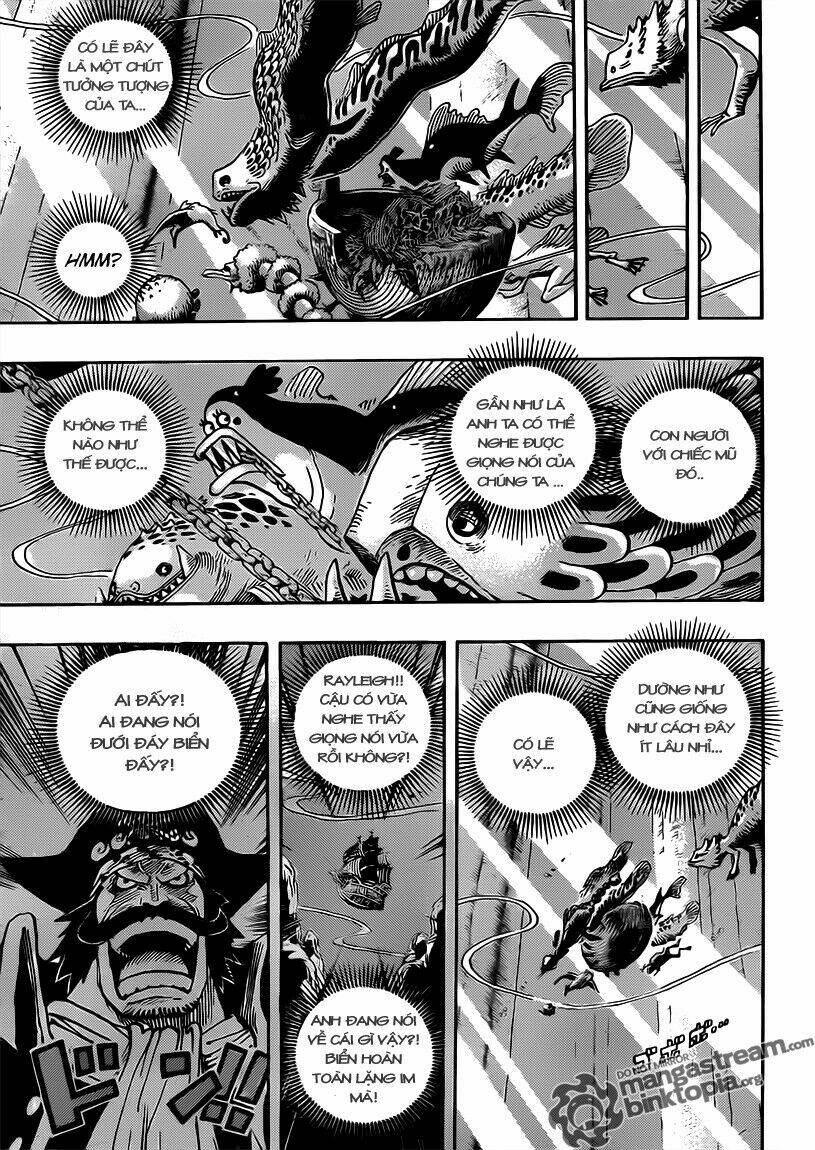 CÓ LẼ ĐÂY
LÀ MỘT CHÚT
TƯỞNG TƯỢNG
CỦA TA...
HMM?
CON NGƯỜI
VỚI CHIẾC MŨ
ĐÓ..
GẦN NHƯ LÀ
ANH TA CÓ THỂ
NGHE ĐƯỢC
GIỌNG NÓI CỦA
CHÚNG TA ...
KHÔNG THỂ
NÀO NHƯ
THẾ ĐƯỢC...
DƯỜNG NHƯ
CŨNG GIỐNG
NHƯ CÁCH ĐÂY
ÍT LÂU NHỈ...
CÓ LẼ
VẬY...
RAYLEIGH!!
CẬU CÓ VỪA
NGHE THẤY
GIỌNG NÓI VỪA
RỒI KHÔNG?!
ANH ĐANG NÓI
VỀ CÁI GÌ VẬY?!
BIỂN HOÀN
TOÀN LẶNG IM
MÀ!
AI ĐẤY?!
AI ĐANG NÓI
ĐƯỚI ĐÁY BIỂN
ĐẤY?!
ドン!!
mangastream.com
binktopia.org